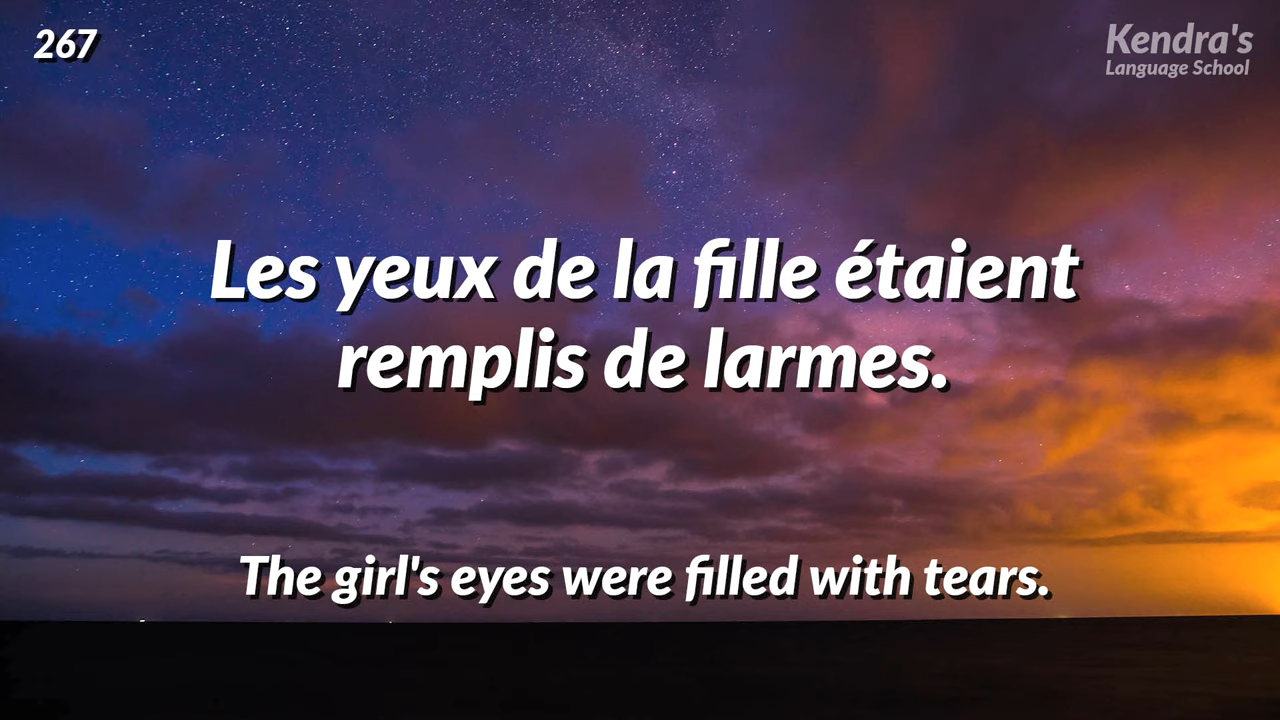 267
Kendra's
Language School
Les yeux de la fille étaient
remplis de larmes.
The girl's eyes were filled with tears.